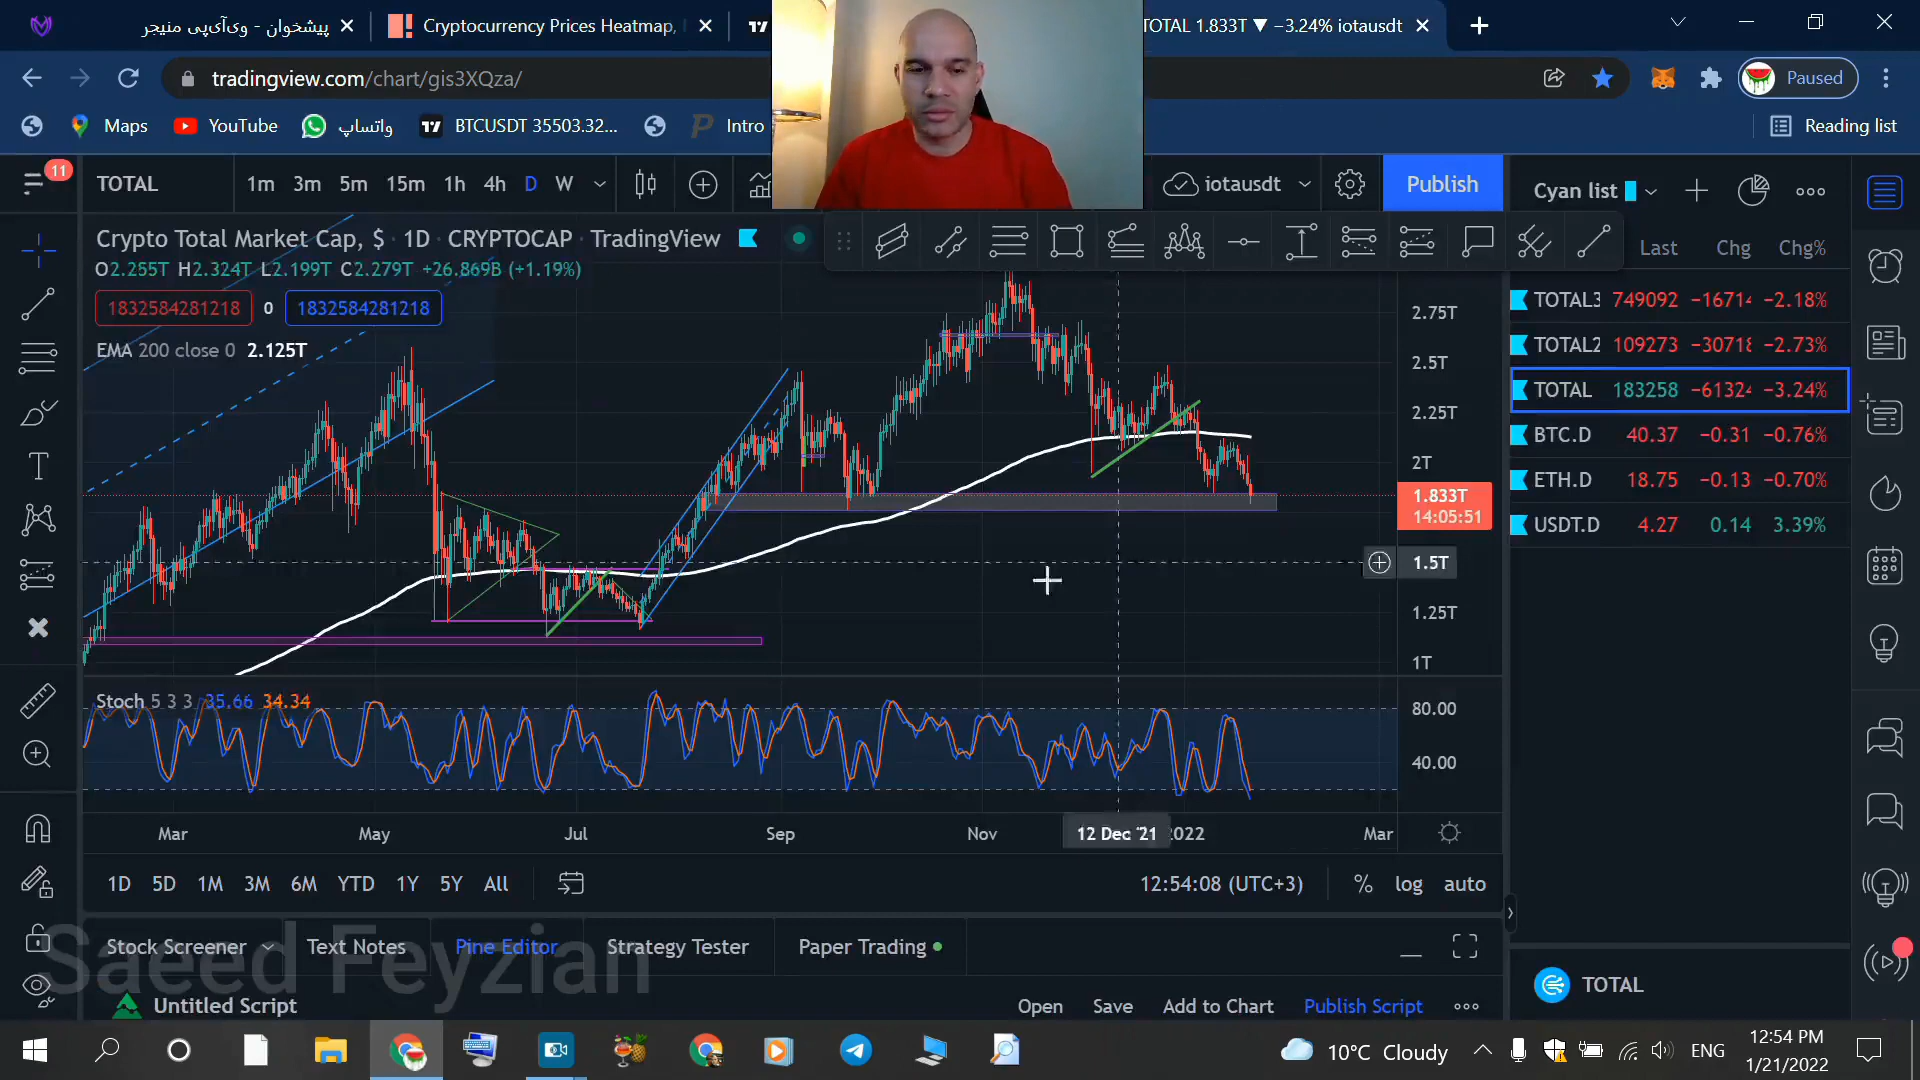 پیشخوان - وی‌آی‌پی منیجر
Cryptocurrency Prices Heatmap,
TOTAL 1.833T ▼ −3.24% iotausdt
tradingview.com/chart/gis3XQza/
Paused
Maps
YouTube
واتساپ
BTCUSDT 35503.32...
Intro
Reading list
11
TOTAL
1m 3m 5m 15m 1h 4h D W
iotausdt
Publish
Cyan list
Crypto Total Market Cap, $ · 1D · CRYPTOCAP · TradingView
O2.255T H2.324T L2.199T C2.279T +26.869B (+1.19%)
1832584281218 0 1832584281218
EMA 200 close 0 2.125T
Last Chg Chg%
TOTAL3 749092 −16714 −2.18%
TOTAL2 109273 −30718 −2.73%
TOTAL 183258 −61324 −3.24%
BTC.D 40.37 −0.31 −0.76%
ETH.D 18.75 −0.13 −0.70%
USDT.D 4.27 0.14 3.39%
2.75T
2.5T
2.25T
2T
1.833T
14:05:51
1.5T
1.25T
1T
Stoch 5 3 3 35.66 34.34
80.00
40.00
Mar May Jul Sep Nov 12 Dec '21 2022 Mar
1D 5D 1M 3M 6M YTD 1Y 5Y All
12:54:08 (UTC+3) % log auto
Stock Screener Text Notes Pine Editor Strategy Tester Paper Trading
Saeed Feyzian
TOTAL
Untitled Script
Open Save Add to Chart Publish Script
10°C Cloudy
ENG
12:54 PM
1/21/2022